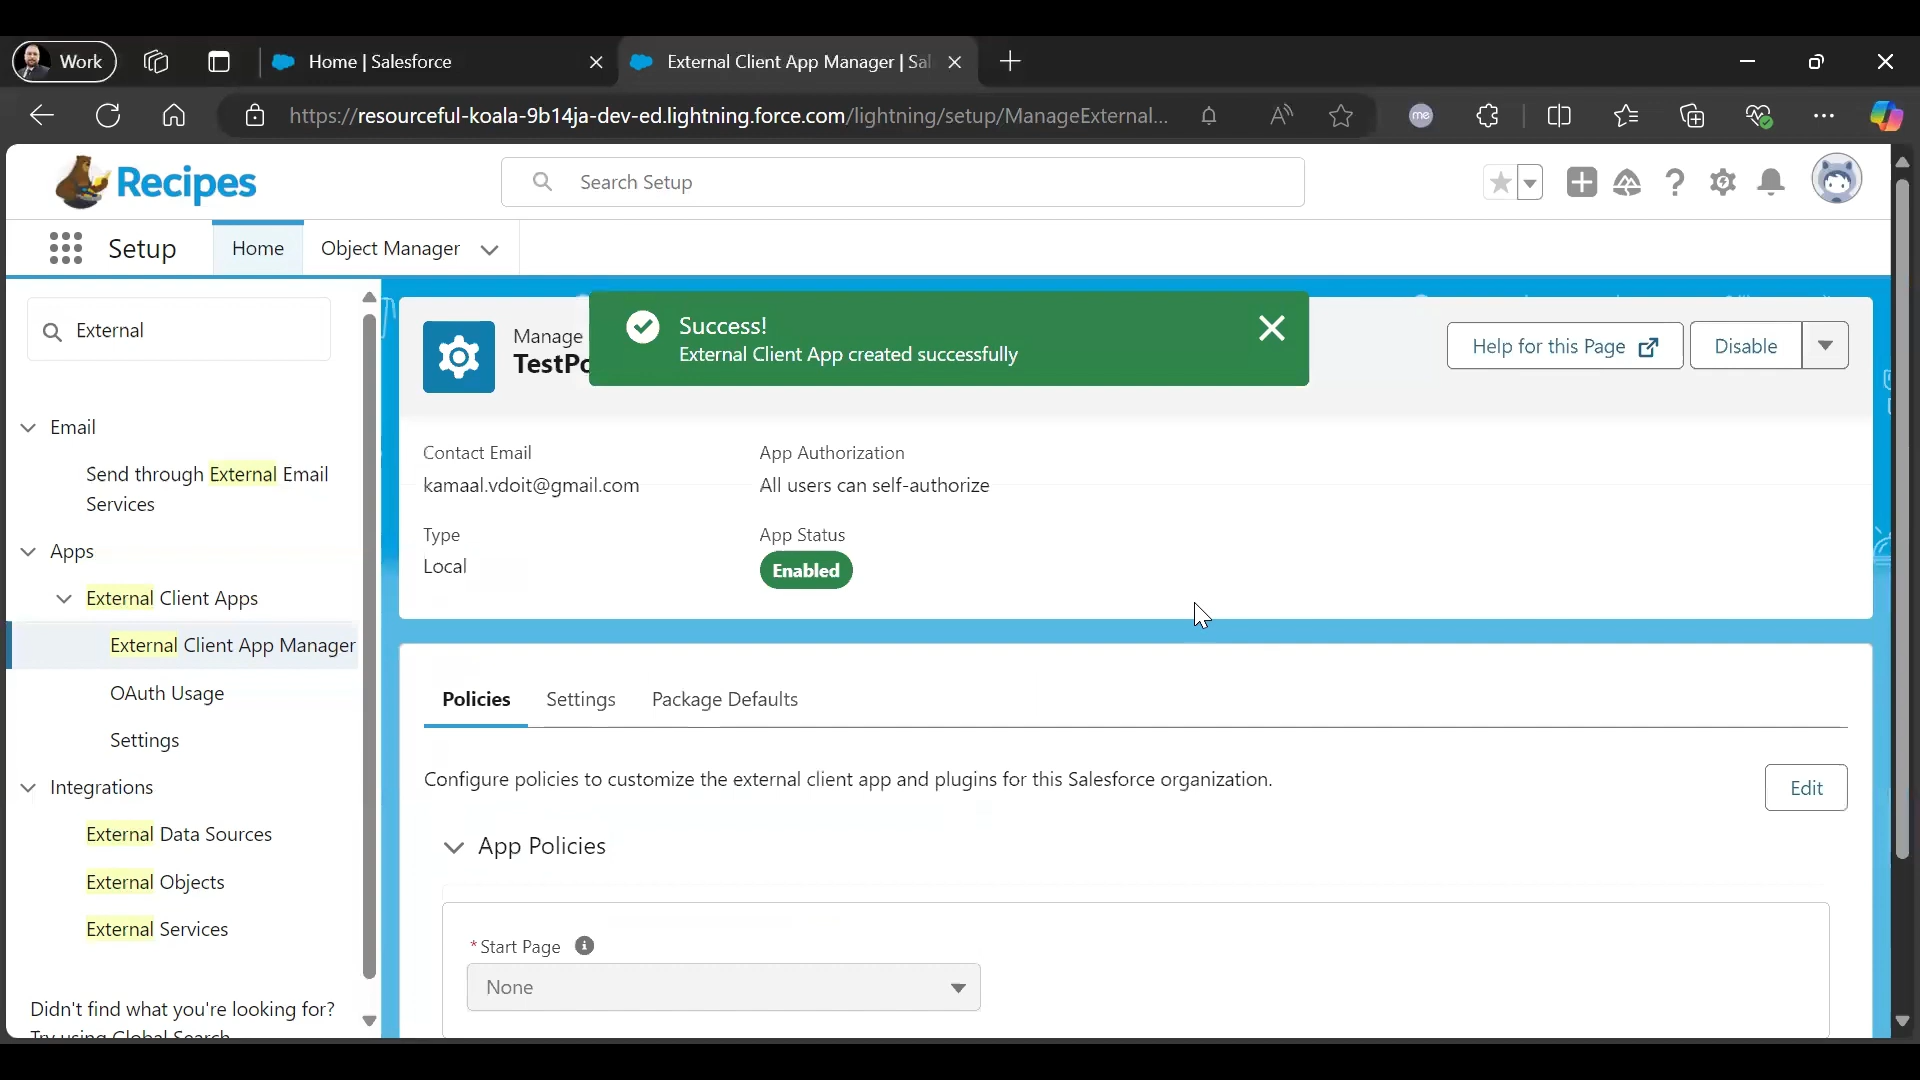 Work
Home | Salesforce
External Client App Manager | Sal
https://resourceful-koala-9b14ja-dev-ed.lightning.force.com/lightning/setup/ManageExternal...
me
Recipes
Search Setup
Setup
Home
Object Manager
External
Email
Send through External Email
Services
Apps
External Client Apps
External Client App Manager
OAuth Usage
Settings
Integrations
External Data Sources
External Objects
External Services
Didn't find what you're looking for?
Try using Global Search
Manage
TestPo
Success!
External Client App created successfully
Help for this Page
Disable
Contact Email
kamaal.vdoit@gmail.com
App Authorization
All users can self-authorize
Type
Local
App Status
Enabled
Policies
Settings
Package Defaults
Configure policies to customize the external client app and plugins for this Salesforce organization.
Edit
App Policies
* Start Page
None